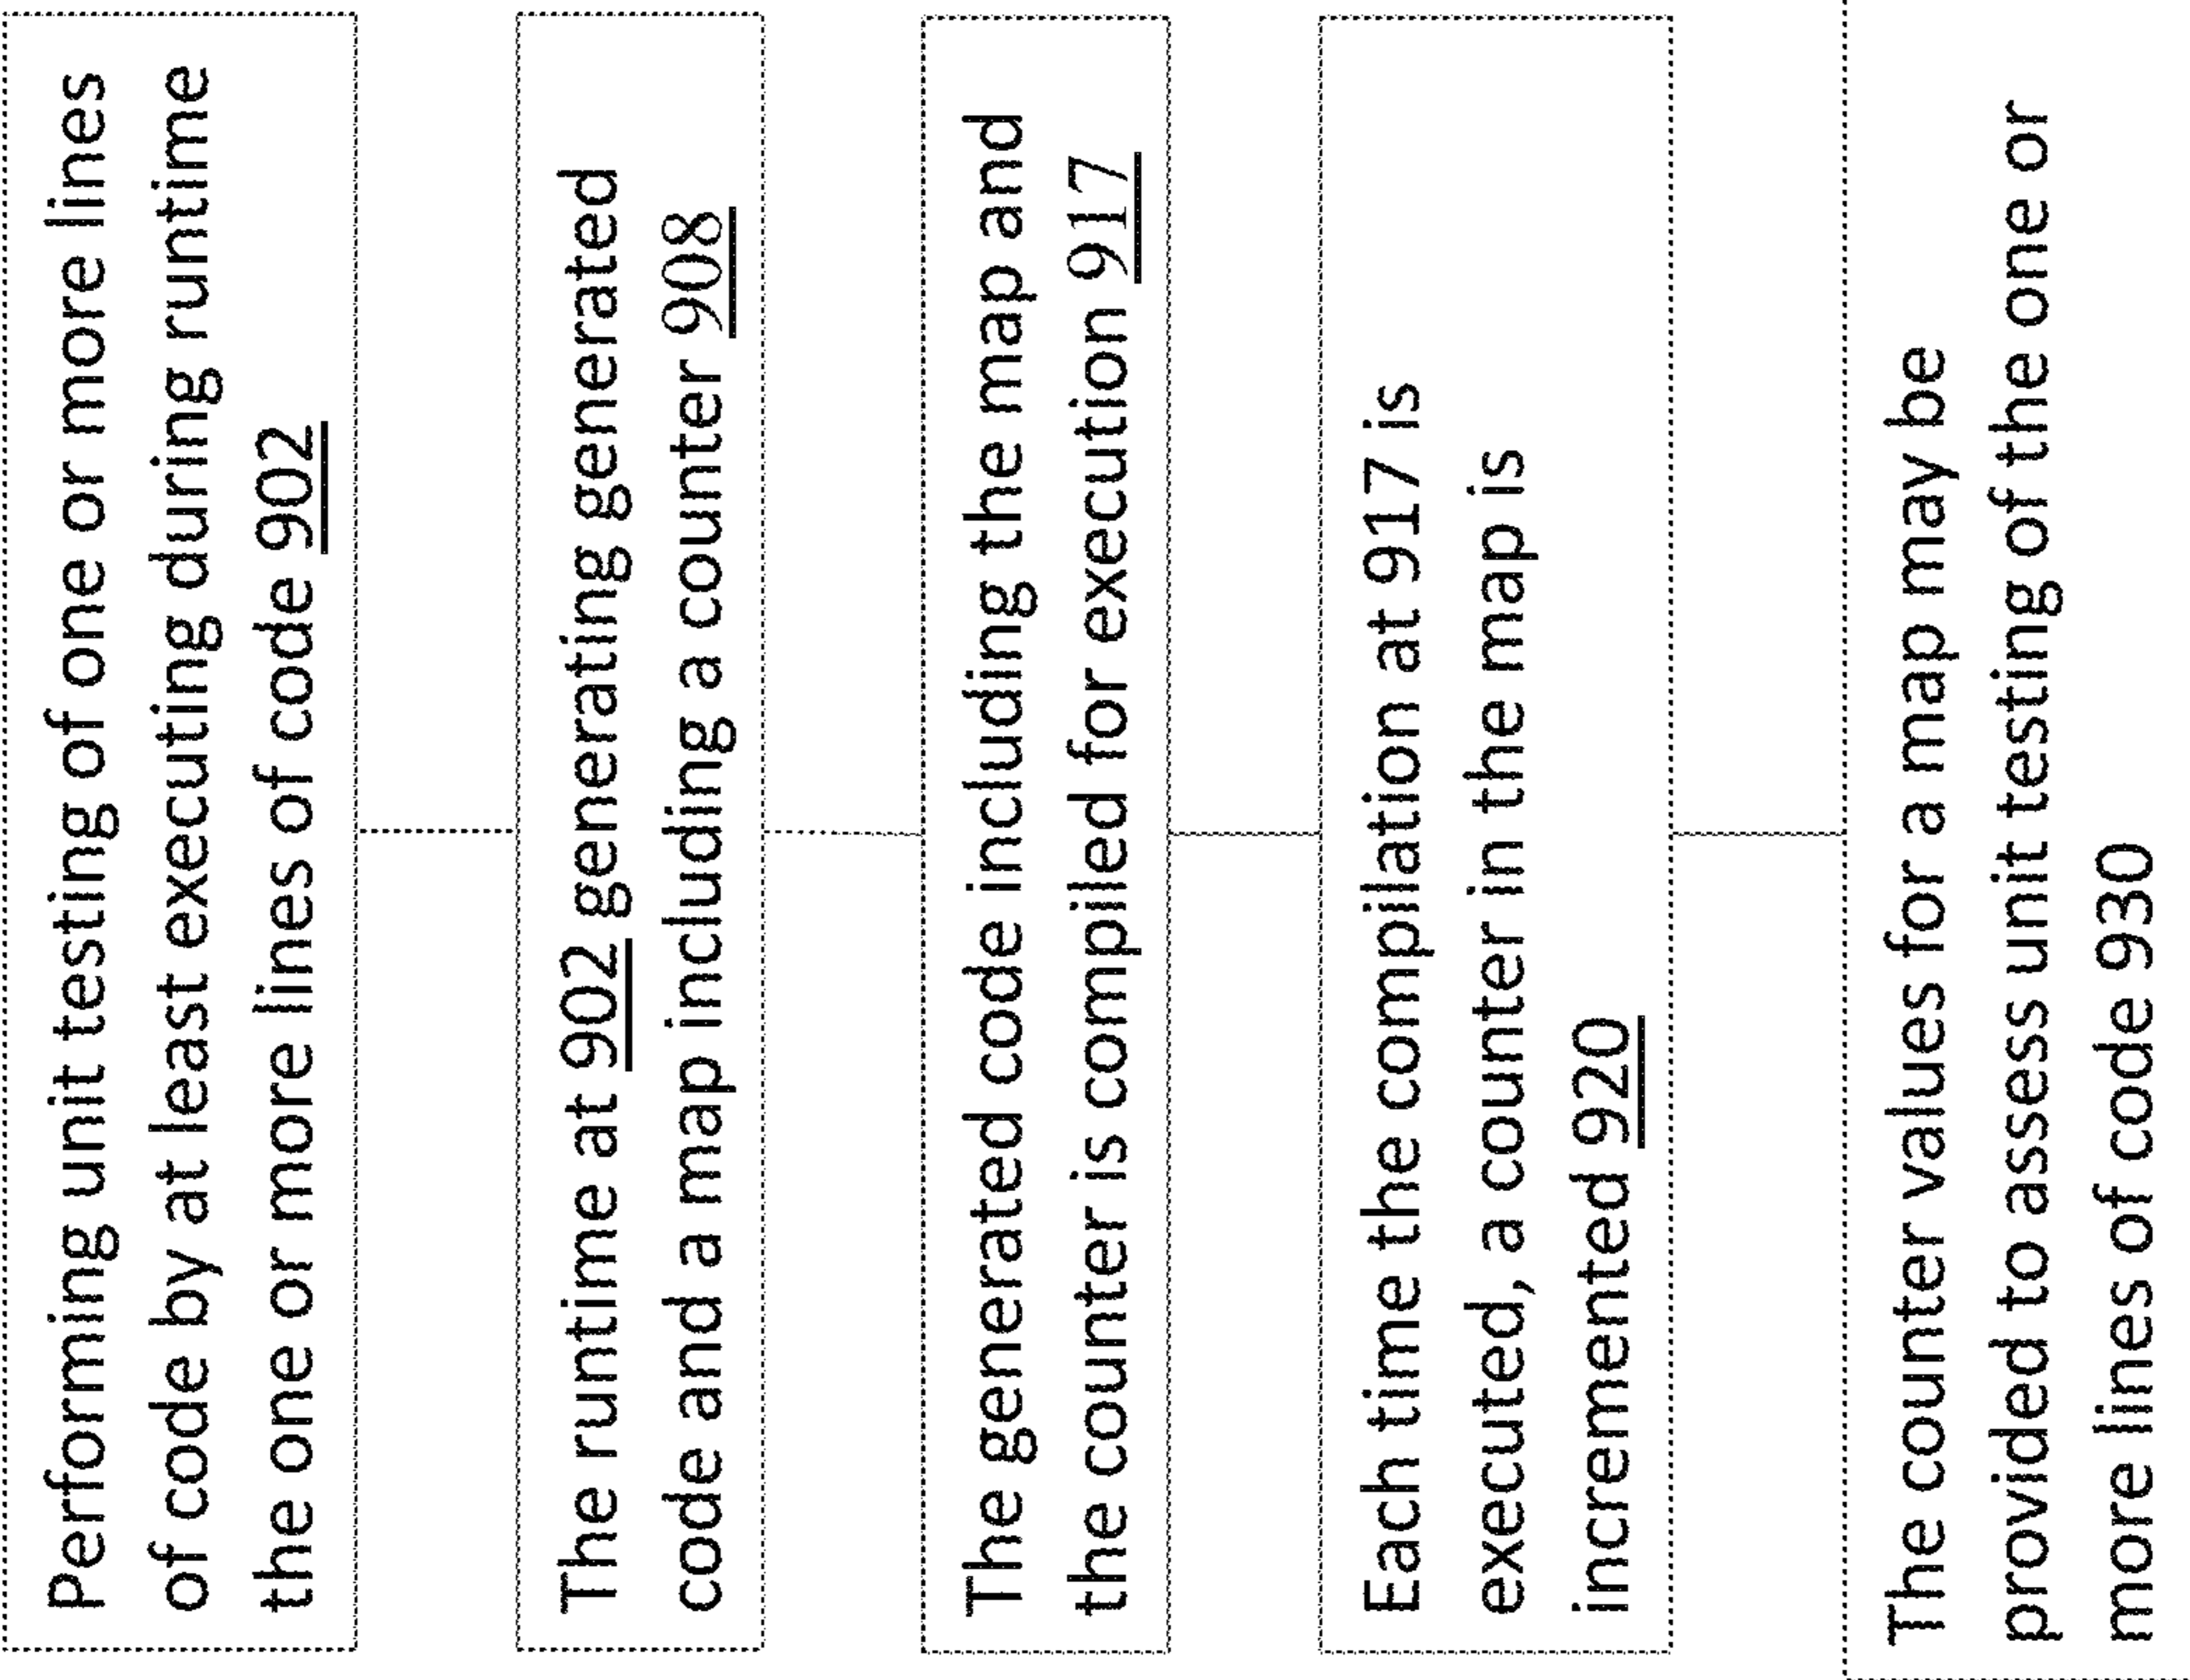 Performing unit testing of one or more lines
of code by at least executing during runtime
the one or more lines of code 902
The runtime at 902 generating generated
code and a map including a counter 908
The generated code including the map and
the counter is compiled for execution 917
Each time the compilation at 917 is
executed, a counter in the map is
incremented 920
The counter values for a map may be
provided to assess unit testing of the one or
more lines of code 930